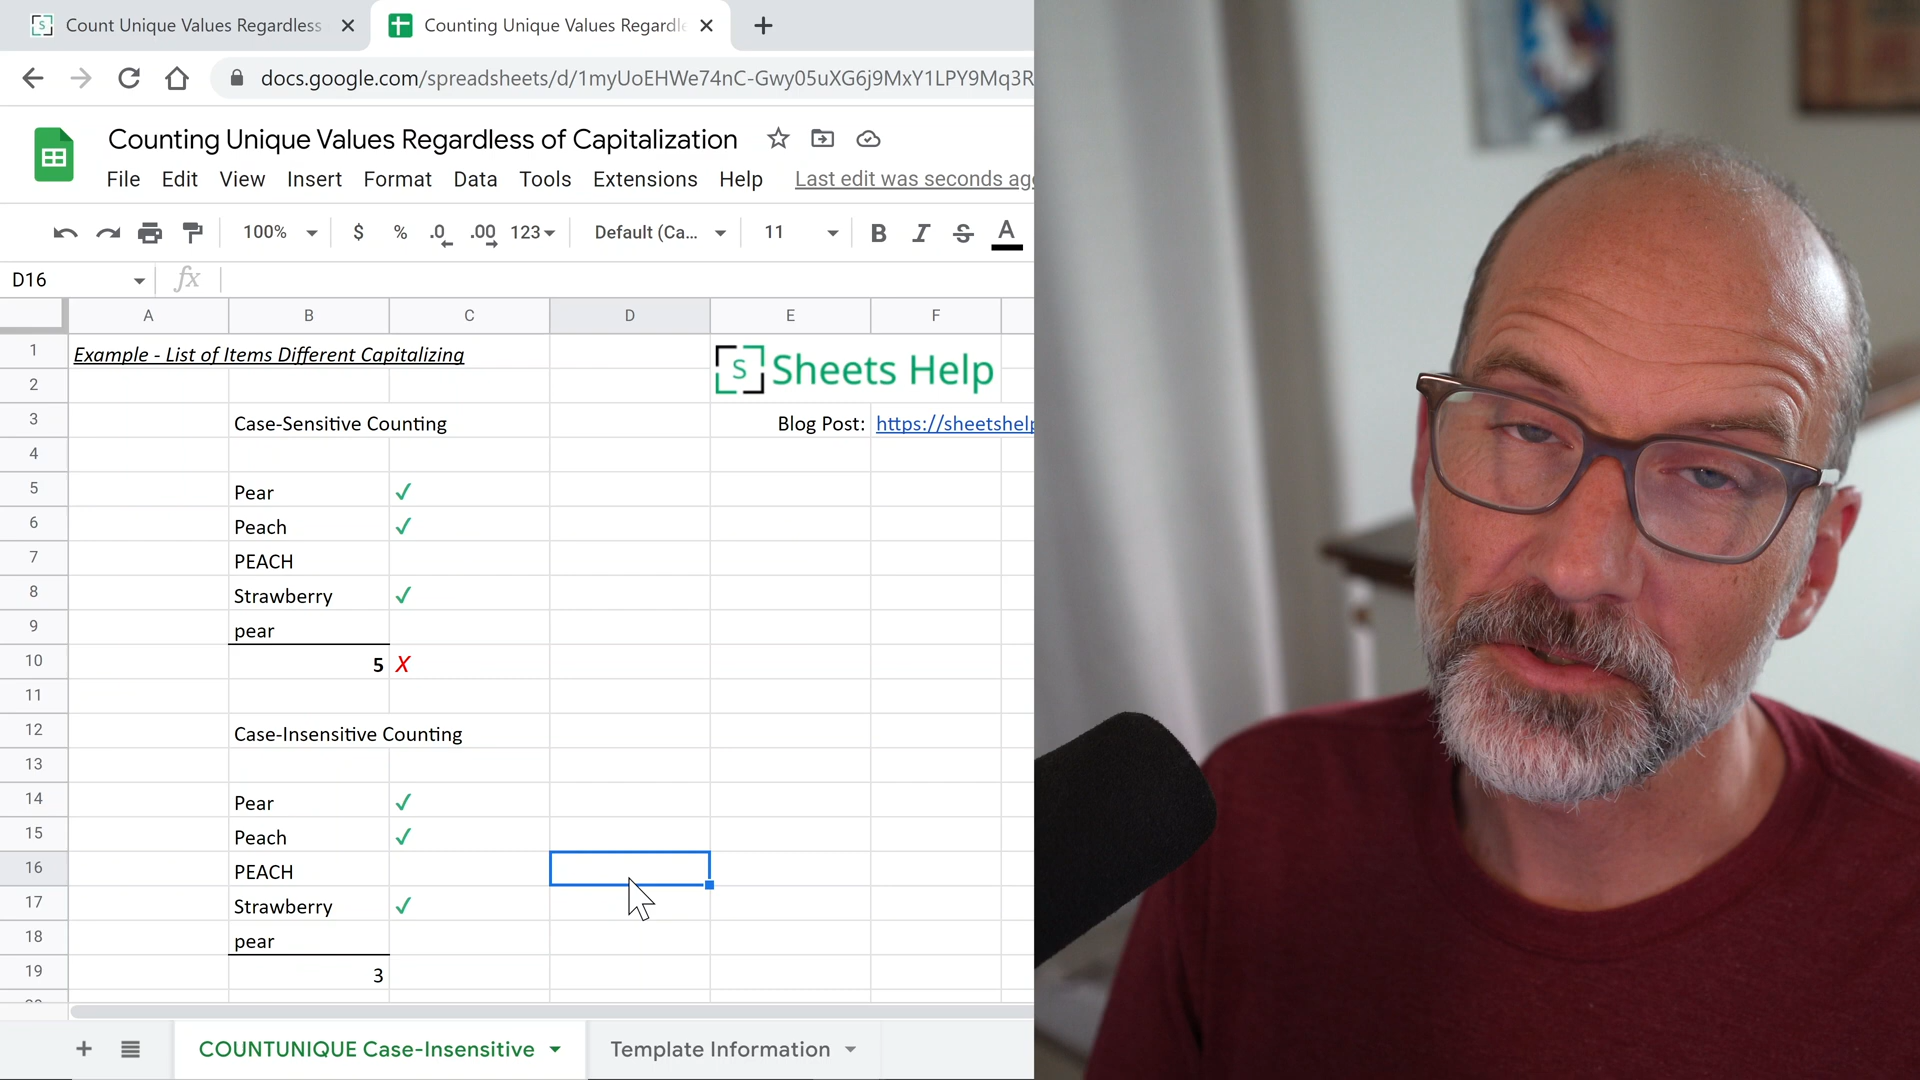 Count Unique Values Regardless
Counting Unique Values Regardle
docs.google.com/spreadsheets/d/1myUoEHWe74nC-Gwy05uXG6j9MxY1LPY9Mq3R
Counting Unique Values Regardless of Capitalization
File Edit View Insert Format Data Tools Extensions Help Last edit was seconds ago
100% $ % .0 .00 123 Default (Ca... 11 B I S A
D16 fx
A B C D E F
1 Example - List of Items Different Capitalizing
S Sheets Help
2
3 Case-Sensitive Counting Blog Post: https://sheetshelp
4
5 Pear ✓
6 Peach ✓
7 PEACH
8 Strawberry ✓
9 pear
10 5 X
11
12 Case-Insensitive Counting
13
14 Pear ✓
15 Peach ✓
16 PEACH
17 Strawberry ✓
18 pear
19 3
COUNTUNIQUE Case-Insensitive Template Information